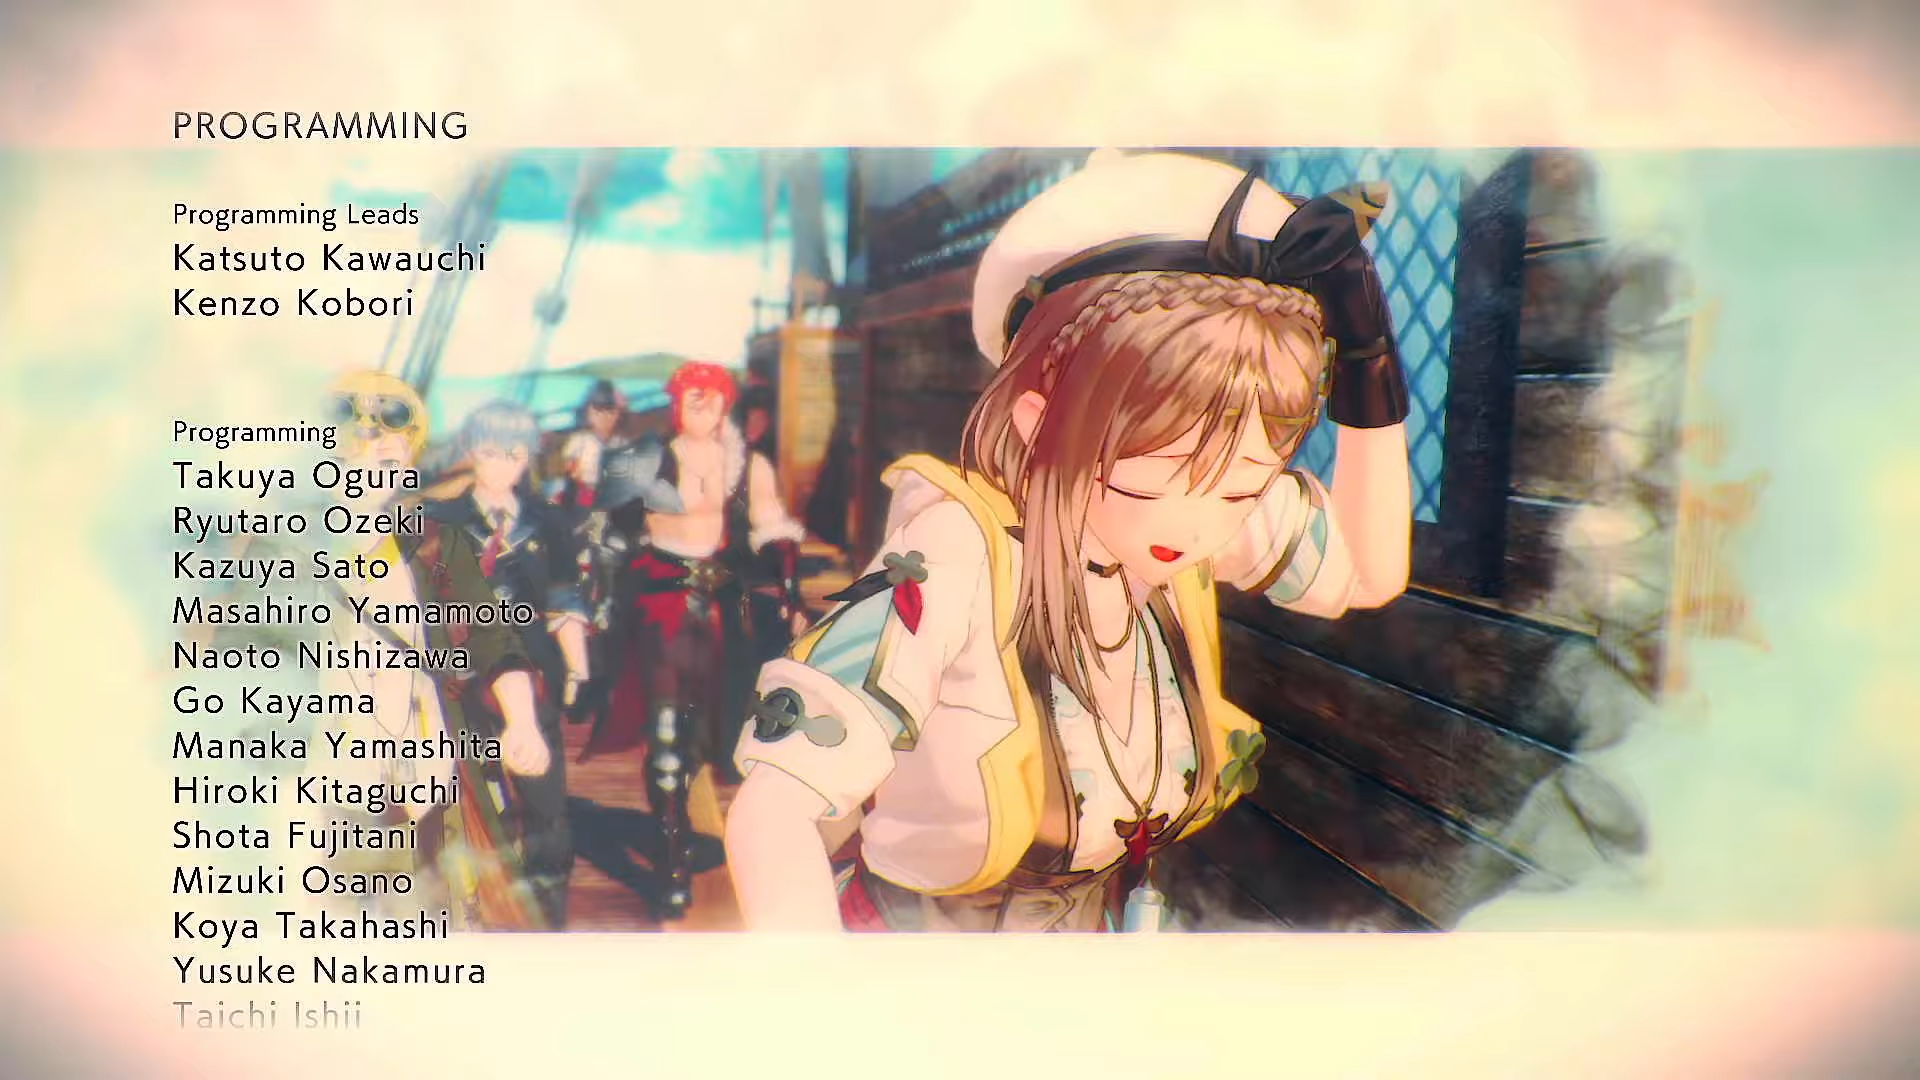 PROGRAMMING
Programming Leads
Katsuto Kawauchi
Kenzo Kobori
Programming
Takuya Ogura
Ryutaro Ozeki
Kazuya Sato
Masahiro Yamamoto
Naoto Nishizawa
Go Kayama
Manaka Yamashita
Hiroki Kitaguchi
Shota Fujitani
Mizuki Osano
Koya Takahashi
Yusuke Nakamura
Taichi Ishii